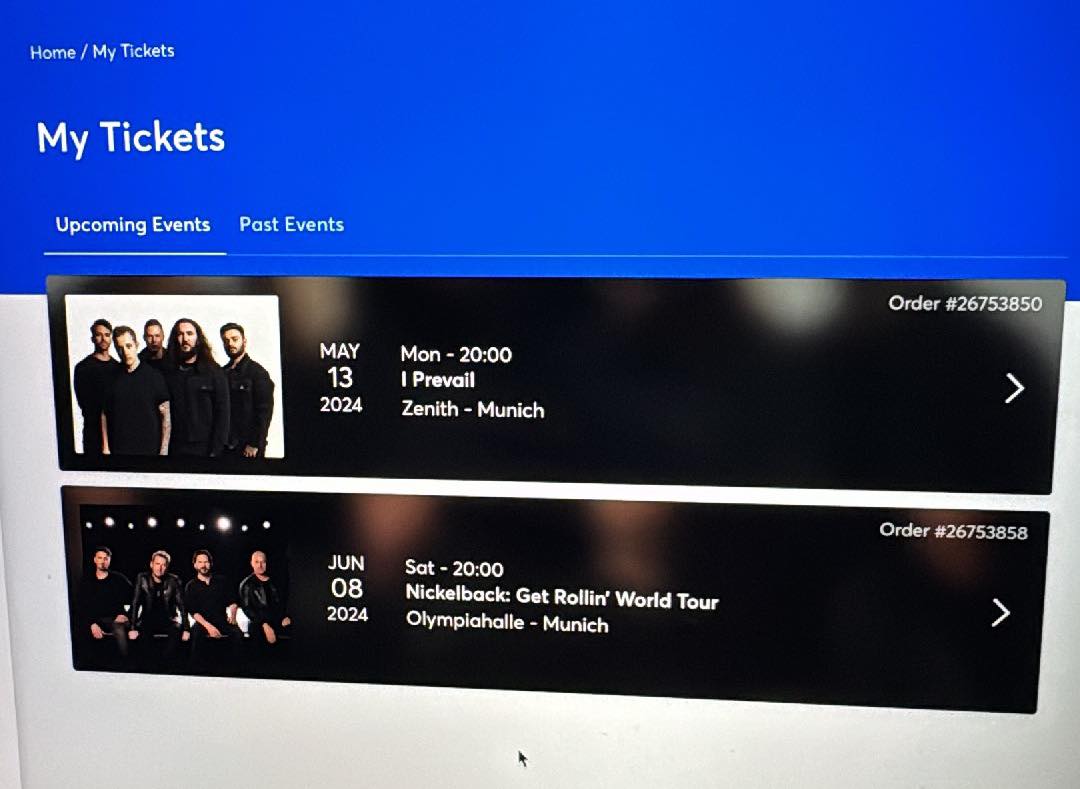 Home / My Tickets
My Tickets
Upcoming Events Past Events
Order #26753850
MAY
13
2024
Mon - 20:00
I Prevail
Zenith - Munich
Order #26753858
JUN
08
2024
Sat - 20:00
Nickelback: Get Rollin' World Tour
Olympiahalle - Munich